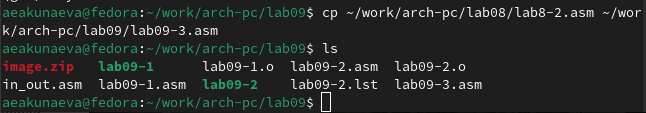 aeakunaeva@fedora:~/work/arch-pc/lab09$ cp ~/work/arch-pc/lab08/lab8-2.asm ~/wor
k/arch-pc/lab09/lab09-3.asm
aeakunaeva@fedora:~/work/arch-pc/lab09$ ls
image.zip lab09-1 lab09-1.o lab09-2.asm lab09-2.o
in_out.asm lab09-1.asm lab09-2 lab09-2.lst lab09-3.asm
aeakunaeva@fedora:~/work/arch-pc/lab09$